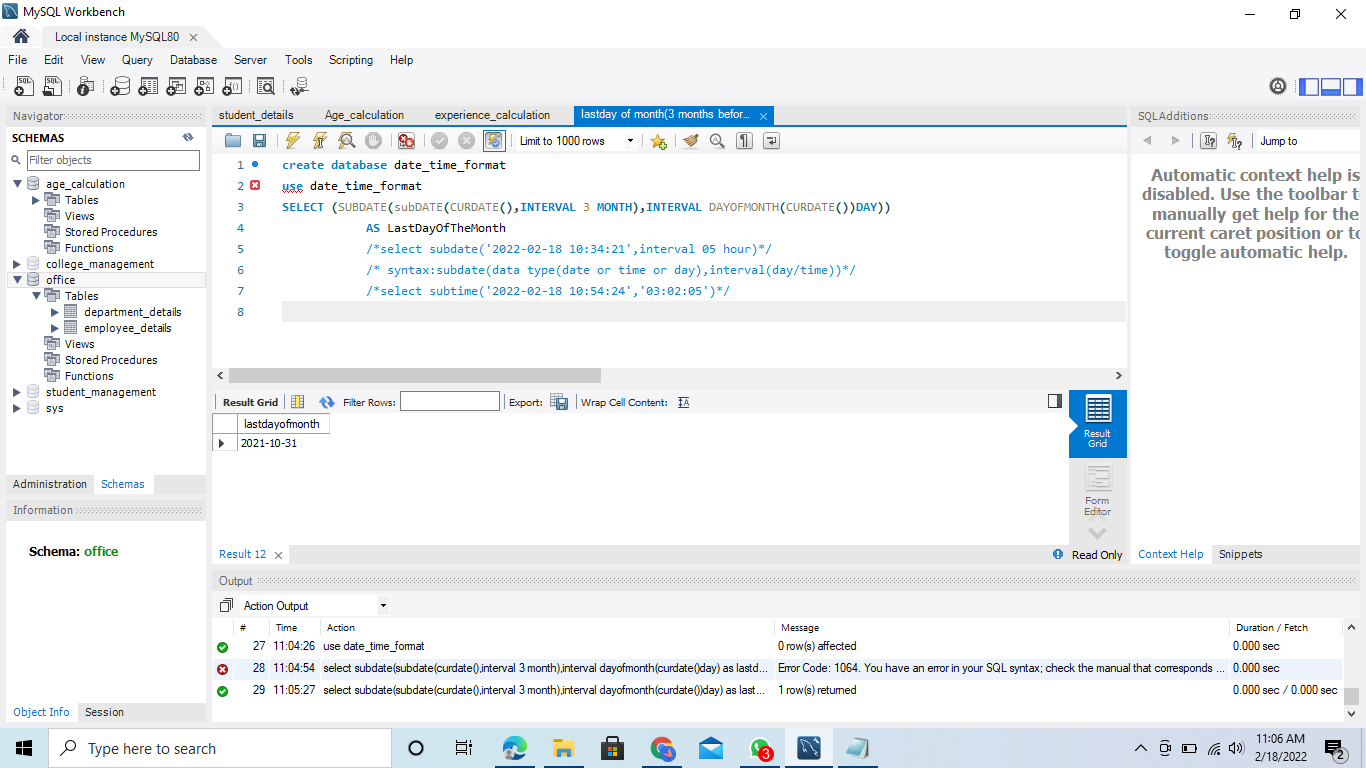 MySQL Workbench
Local instance MySQL80
File Edit View Query Database Server Tools Scripting Help
Navigator
SCHEMAS
Filter objects
age_calculation
Tables
Views
Stored Procedures
Functions
college_management
office
Tables
department_details
employee_details
Views
Stored Procedures
Functions
student_management
sys
Administration Schemas
Information
Schema: office
Object Info Session
student_details Age_calculation experience_calculation lastday of month(3 months befor...
Limit to 1000 rows
1 create database date_time_format
2 use date_time_format
3 SELECT (SUBDATE(subDATE(CURDATE(),INTERVAL 3 MONTH),INTERVAL DAYOFMONTH(CURDATE())DAY))
4 AS LastDayOfTheMonth
5 /*select subdate('2022-02-18 10:34:21',interval 05 hour)*/
6 /* syntax:subdate(data type(date or time or day),interval(day/time))*/
7 /*select subtime('2022-02-18 10:54:24','03:02:05')*/
8
Result Grid Filter Rows: Export: Wrap Cell Content:
lastdayofmonth
2021-10-31
Result Grid
Form Editor
Result 12
Read Only
SQLAdditions
Jump to
Automatic context help is
disabled. Use the toolbar t
manually get help for the
current caret position or to
toggle automatic help.
Context Help Snippets
Output
Action Output
# Time Action Message Duration / Fetch
27 11:04:26 use date_time_format 0 row(s) affected 0.000 sec
28 11:04:54 select subdate(subdate(curdate(),interval 3 month),interval dayofmonth(curdate()day) as lastd... Error Code: 1064. You have an error in your SQL syntax; check the manual that corresponds ... 0.000 sec
29 11:05:27 select subdate(subdate(curdate(),interval 3 month),interval dayofmonth(curdate())day) as last... 1 row(s) returned 0.000 sec / 0.000 sec
Type here to search
3
11:06 AM
2/18/2022
2